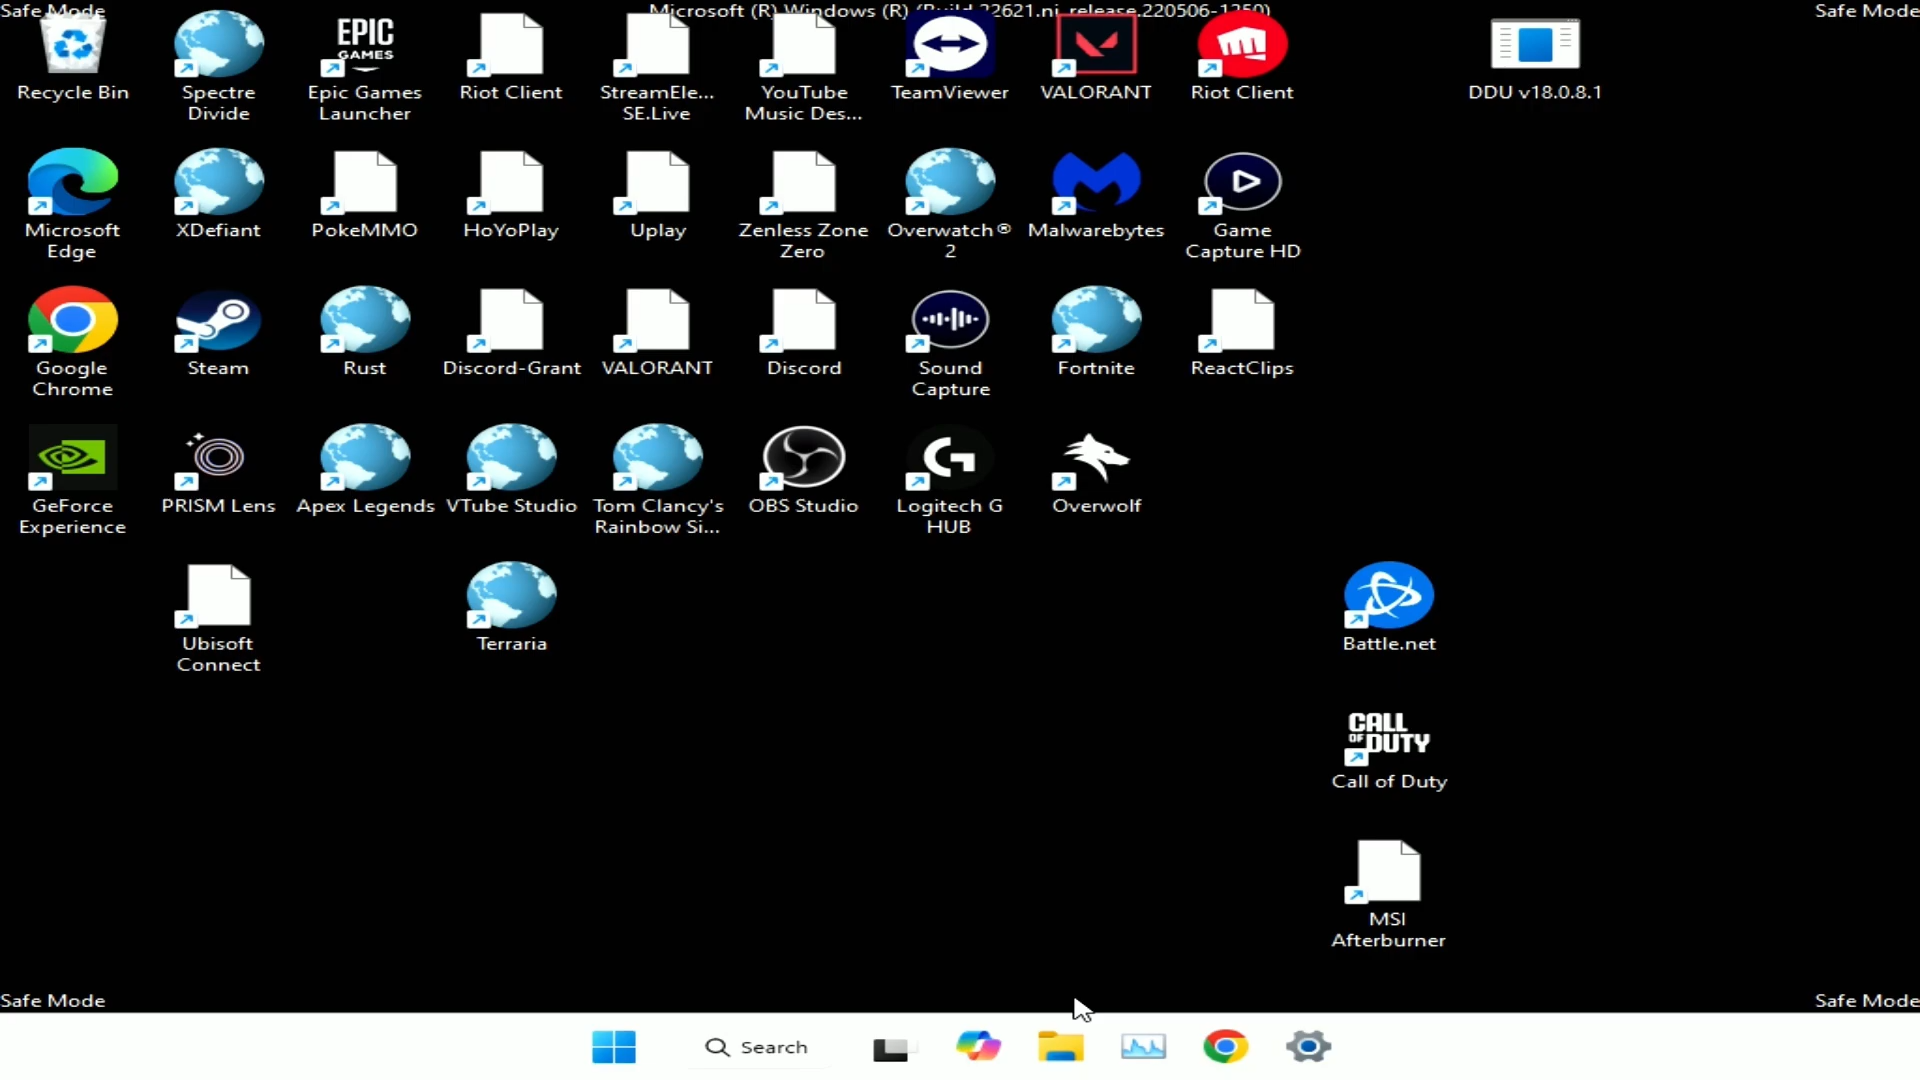 Safe Mode
Microsoft (R) Windows (R) (Build 22621.ni_release.220506-1250)
Safe Mode
Recycle Bin
Spectre
Divide
EPIC
GAMES
Epic Games
Launcher
Riot Client
StreamEle...
SE.Live
YouTube
Music Des...
TeamViewer
VALORANT
Riot Client
DDU v18.0.8.1
Microsoft
Edge
XDefiant
PokeMMO
HoYoPlay
Uplay
Zenless Zone
Zero
Overwatch®
2
Malwarebytes
Game
Capture HD
Google
Chrome
Steam
Rust
Discord-Grant
VALORANT
Discord
Sound
Capture
Fortnite
ReactClips
GeForce
Experience
PRISM Lens
Apex Legends
VTube Studio
Tom Clancy's
Rainbow Si...
OBS Studio
Logitech G
HUB
Overwolf
Ubisoft
Connect
Terraria
Battle.net
CALL
OF DUTY
Call of Duty
MSI
Afterburner
Safe Mode
Safe Mode
Search